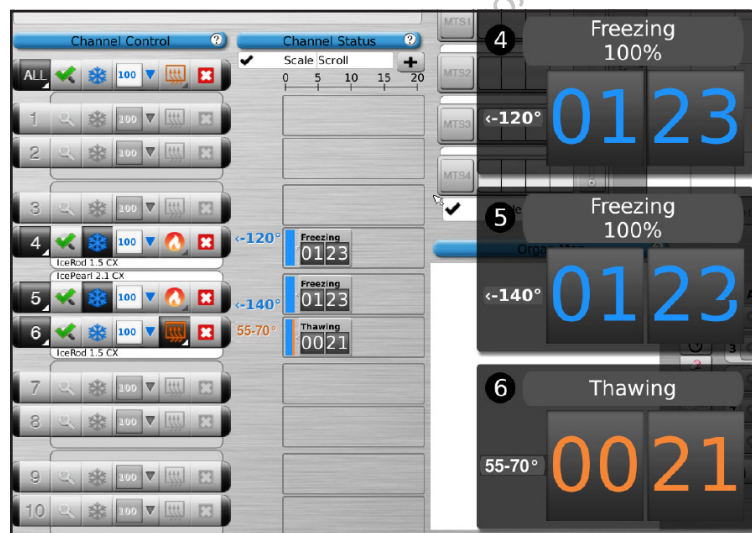 Channel Control ?
Channel Status ?
ALL 100
Scale Scroll +
0 5 10 15 20
1 100
2 100
3 100
4 100
<-120° Freezing 0123
IceRod 1.5 CX
IcePearl 2.1 CX
5 100
<-140° Freezing 0123
6 100
55-70° Thawing 0021
IceRod 1.5 CX
7 100
8 100
9 100
10 100
MTS1
MTS2
MTS3
MTS4
4 Freezing
100%
<-120° 0123
5 Freezing
100%
<-140° 0123
6 Thawing
55-70° 0021
3